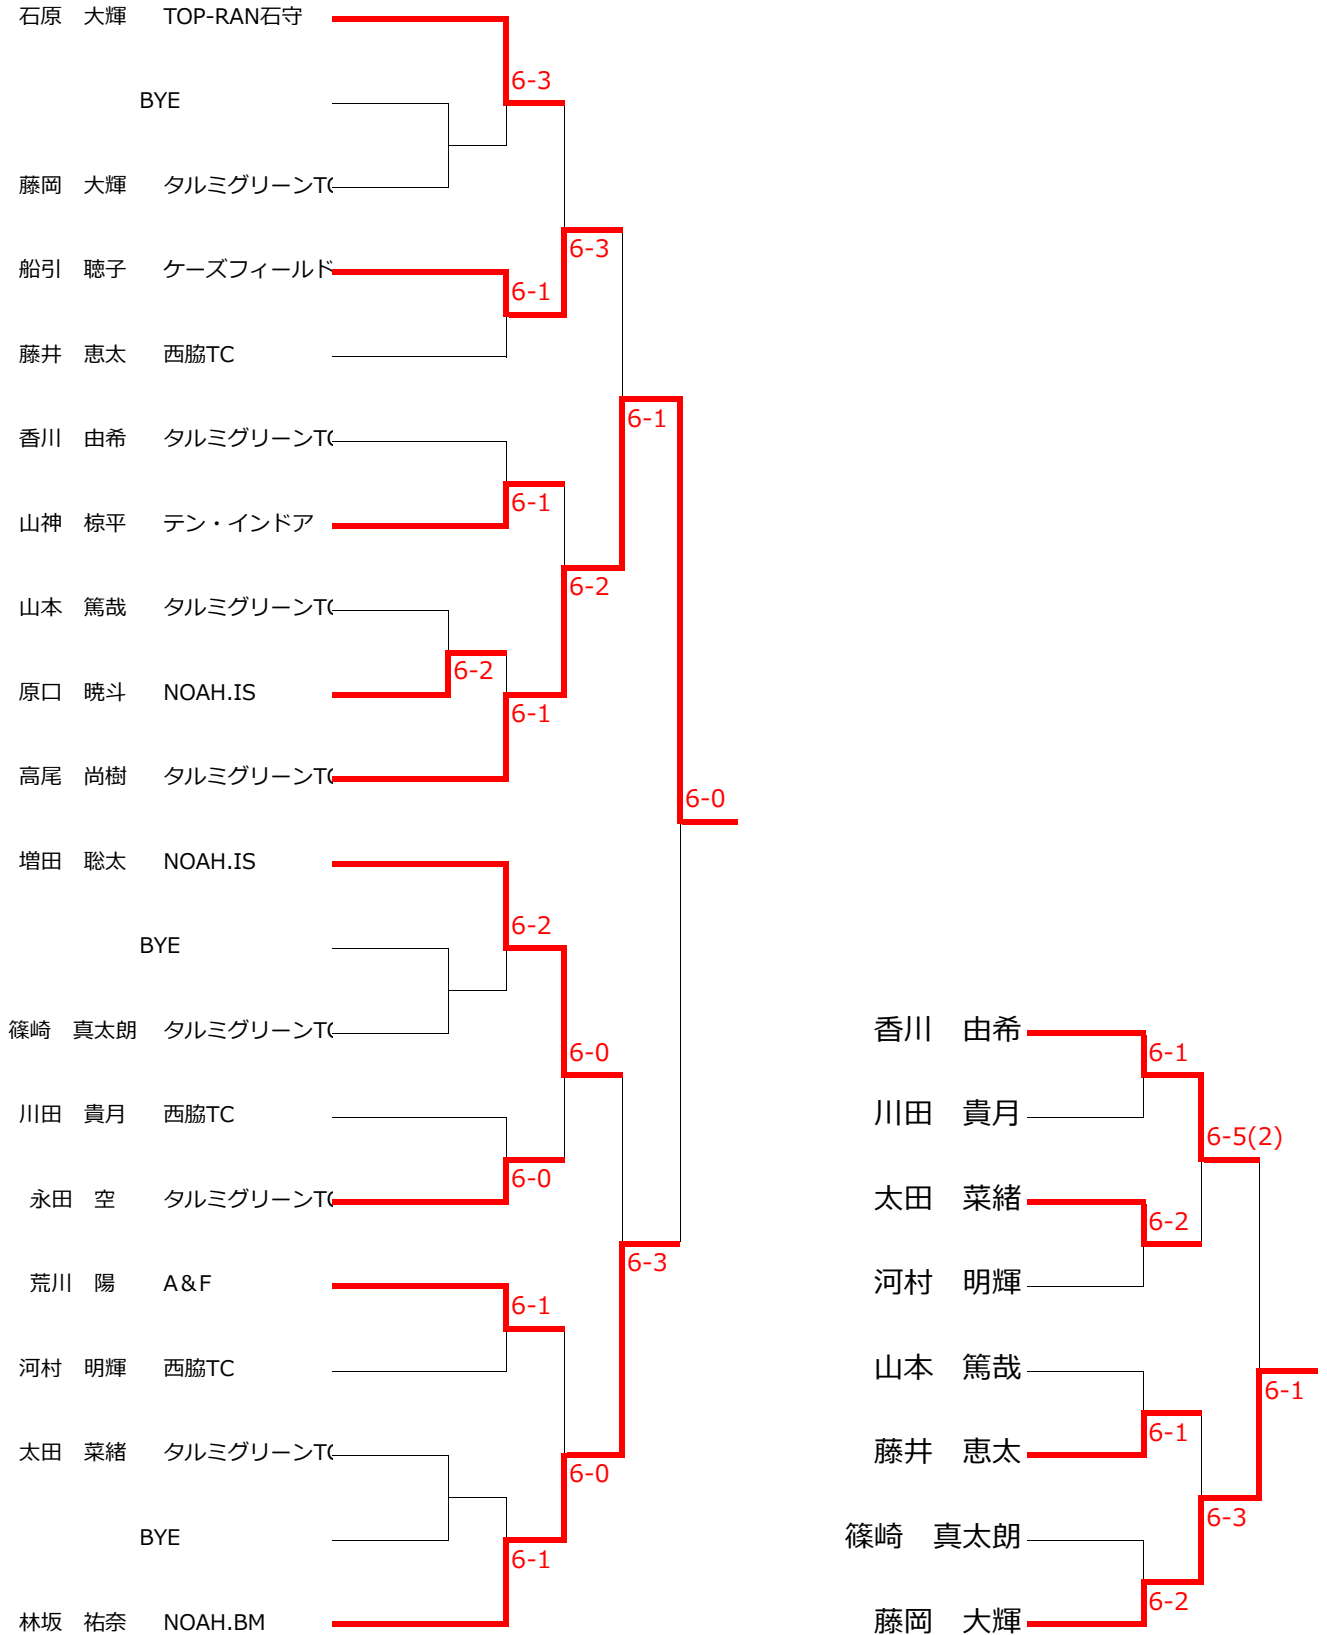 石原　大輝　TOP-RAN石守
6-3
BYE
藤岡　大輝　タルミグリーンTC
6-3
船引　聴子　ケーズフィールド
6-1
藤井　恵太　西脇TC
6-1
香川　由希　タルミグリーンTC
6-1
山神　椋平　テン・インドア
6-2
山本　篤哉　タルミグリーンTC
6-2
原口　暁斗　NOAH.IS
6-1
高尾　尚樹　タルミグリーンTC
6-0
増田　聡太　NOAH.IS
6-2
BYE
篠崎　真太朗　タルミグリーンTC
6-0
川田　貴月　西脇TC
6-0
永田　空　タルミグリーンTC
6-3
荒川　陽　A＆F
6-1
河村　明輝　西脇TC
太田　菜緒　タルミグリーンTC
6-0
BYE
6-1
林坂　祐奈　NOAH.BM
香川　由希
6-1
川田　貴月
6-5(2)
太田　菜緒
6-2
河村　明輝
山本　篤哉
6-1
6-1
藤井　恵太
6-3
篠崎　真太朗
6-2
藤岡　大輝